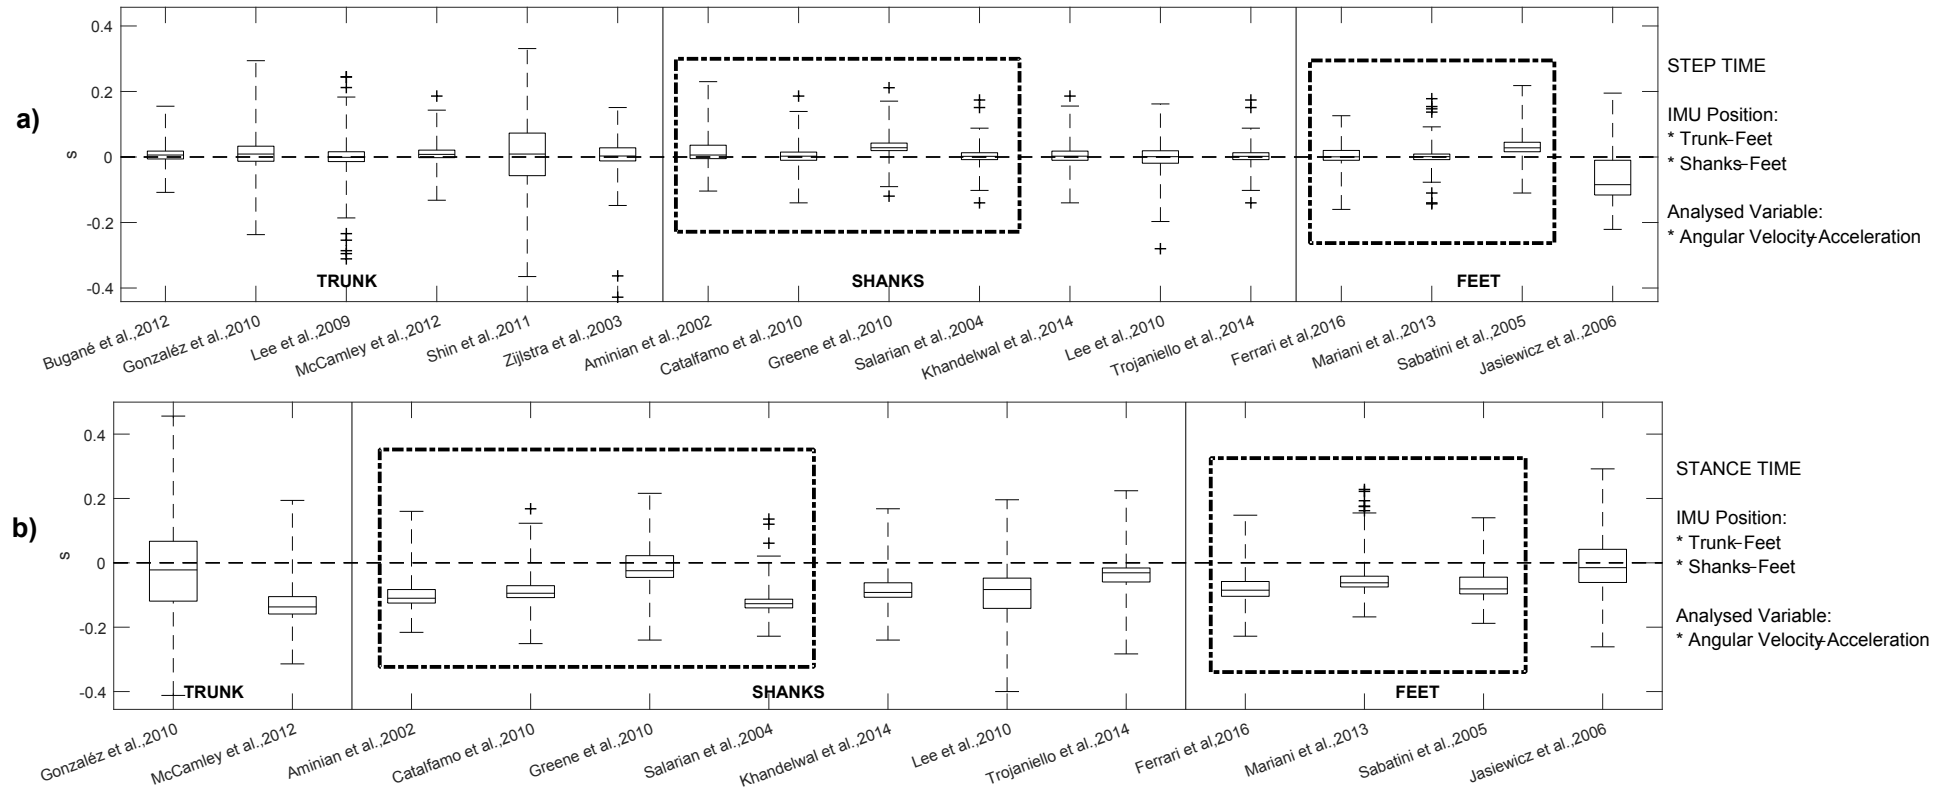 a)
s
0.4
0.2
0
-0.2
-0.4
TRUNK
SHANKS
FEET
Bugané et al.,2012
Gonzaléz et al.,2010
Lee et al.,2009
McCamley et al.,2012
Shin et al.,2011
Zijlstra et al.,2003
Aminian et al.,2002
Catalfamo et al.,2010
Greene et al.,2010
Salarian et al.,2004
Khandelwal et al.,2014
Lee et al.,2010
Trojaniello et al.,2014
Ferrari et al,2016
Mariani et al.,2013
Sabatini et al.,2005
Jasiewicz et al.,2006
STEP TIME
IMU Position:
* Trunk-Feet
* Shanks-Feet
Analysed Variable:
* Angular Velocity-Acceleration
b)
s
0.4
0.2
0
-0.2
-0.4
TRUNK
SHANKS
FEET
Gonzaléz et al.,2010
McCamley et al.,2012
Aminian et al.,2002
Catalfamo et al.,2010
Greene et al.,2010
Salarian et al.,2004
Khandelwal et al.,2014
Lee et al.,2010
Trojaniello et al.,2014
Ferrari et al,2016
Mariani et al.,2013
Sabatini et al.,2005
Jasiewicz et al.,2006
STANCE TIME
IMU Position:
* Trunk-Feet
* Shanks-Feet
Analysed Variable:
* Angular Velocity-Acceleration